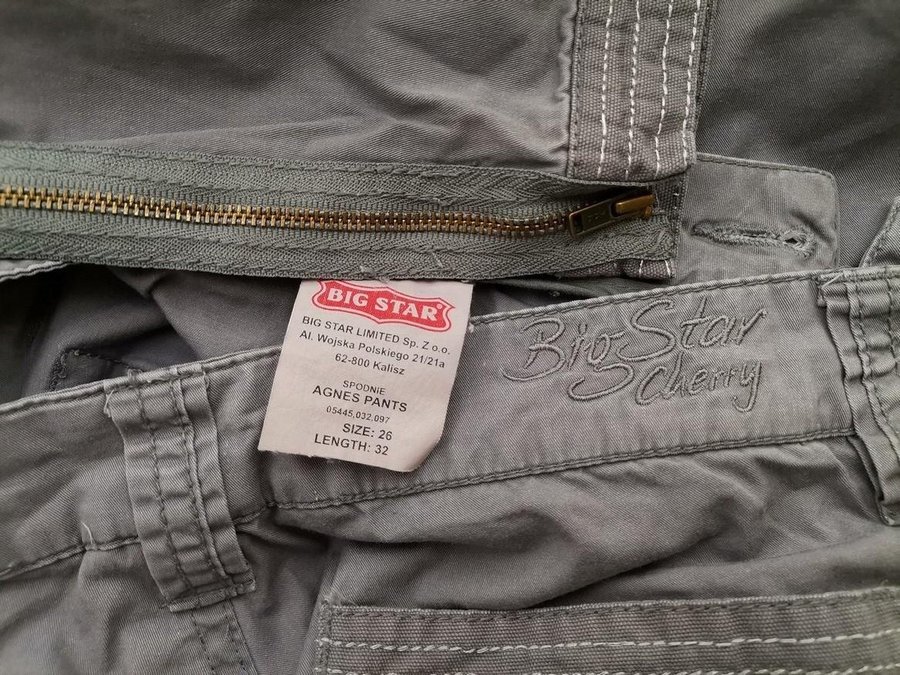 BIG STAR
BIG STAR LIMITED Sp. Z o.o.
Al. Wojska Polskiego 21/21a
62-800 Kalisz
SPODNIE
AGNES PANTS
05445,032,097
SIZE: 26
LENGTH: 32
Big Star
Cherry